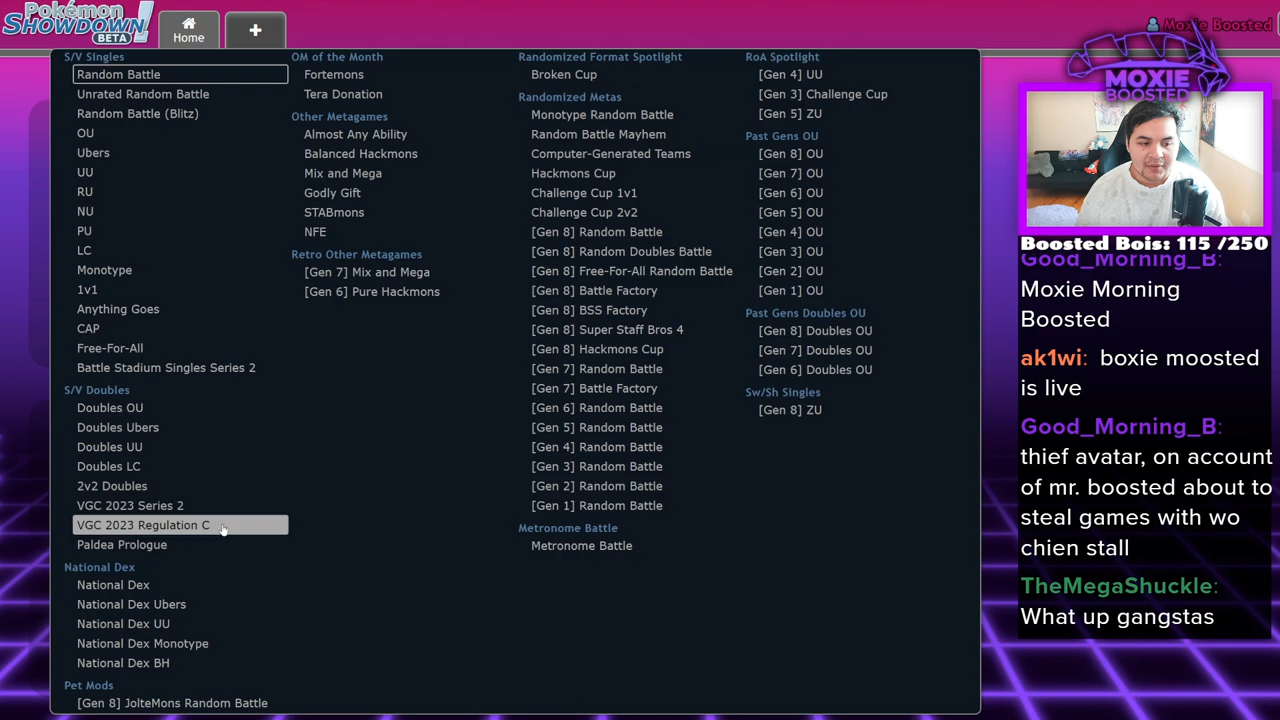 Pokémon
SHOWDOWN!
BETA
Home
+
Moxie Boosted
S/V Singles
Random Battle
Unrated Random Battle
Random Battle (Blitz)
OU
Ubers
UU
RU
NU
PU
LC
Monotype
1v1
Anything Goes
CAP
Free-For-All
Battle Stadium Singles Series 2
S/V Doubles
Doubles OU
Doubles Ubers
Doubles UU
Doubles LC
2v2 Doubles
VGC 2023 Series 2
VGC 2023 Regulation C
Paldea Prologue
National Dex
National Dex
National Dex Ubers
National Dex UU
National Dex Monotype
National Dex BH
Pet Mods
[Gen 8] JolteMons Random Battle
OM of the Month
Fortemons
Tera Donation
Other Metagames
Almost Any Ability
Balanced Hackmons
Mix and Mega
Godly Gift
STABmons
NFE
Retro Other Metagames
[Gen 7] Mix and Mega
[Gen 6] Pure Hackmons
Randomized Format Spotlight
Broken Cup
Randomized Metas
Monotype Random Battle
Random Battle Mayhem
Computer-Generated Teams
Hackmons Cup
Challenge Cup 1v1
Challenge Cup 2v2
[Gen 8] Random Battle
[Gen 8] Random Doubles Battle
[Gen 8] Free-For-All Random Battle
[Gen 8] Battle Factory
[Gen 8] BSS Factory
[Gen 8] Super Staff Bros 4
[Gen 8] Hackmons Cup
[Gen 7] Random Battle
[Gen 7] Battle Factory
[Gen 6] Random Battle
[Gen 5] Random Battle
[Gen 4] Random Battle
[Gen 3] Random Battle
[Gen 2] Random Battle
[Gen 1] Random Battle
Metronome Battle
Metronome Battle
RoA Spotlight
[Gen 4] UU
[Gen 3] Challenge Cup
[Gen 5] ZU
Past Gens OU
[Gen 8] OU
[Gen 7] OU
[Gen 6] OU
[Gen 5] OU
[Gen 4] OU
[Gen 3] OU
[Gen 2] OU
[Gen 1] OU
Past Gens Doubles OU
[Gen 8] Doubles OU
[Gen 7] Doubles OU
[Gen 6] Doubles OU
Sw/Sh Singles
[Gen 8] ZU
MOXIE
BOOSTED
Boosted Bois: 115 /250
Good_Morning_B:
Moxie Morning
Boosted
ak1wi: boxie moosted
is live
Good_Morning_B:
thief avatar, on account
of mr. boosted about to
steal games with wo
chien stall
TheMegaShuckle:
What up gangstas